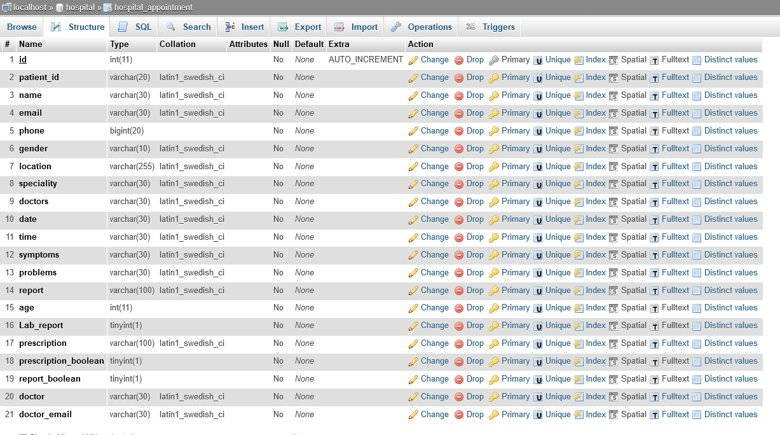 localhost » hospital » hospital_appointment
Browse Structure SQL Search Insert Export Import Operations Triggers
# Name Type Collation Attributes Null Default Extra Action
1 id int(11) No None AUTO_INCREMENT Change Drop Primary Unique Index Spatial Fulltext Distinct values
2 patient_id varchar(20) latin1_swedish_ci No None Change Drop Primary Unique Index Spatial Fulltext Distinct values
3 name varchar(30) latin1_swedish_ci No None Change Drop Primary Unique Index Spatial Fulltext Distinct values
4 email varchar(30) latin1_swedish_ci No None Change Drop Primary Unique Index Spatial Fulltext Distinct values
5 phone bigint(20) No None Change Drop Primary Unique Index Spatial Fulltext Distinct values
6 gender varchar(10) latin1_swedish_ci No None Change Drop Primary Unique Index Spatial Fulltext Distinct values
7 location varchar(255) latin1_swedish_ci No None Change Drop Primary Unique Index Spatial Fulltext Distinct values
8 speciality varchar(30) latin1_swedish_ci No None Change Drop Primary Unique Index Spatial Fulltext Distinct values
9 doctors varchar(30) latin1_swedish_ci No None Change Drop Primary Unique Index Spatial Fulltext Distinct values
10 date varchar(30) latin1_swedish_ci No None Change Drop Primary Unique Index Spatial Fulltext Distinct values
11 time varchar(30) latin1_swedish_ci No None Change Drop Primary Unique Index Spatial Fulltext Distinct values
12 symptoms varchar(30) latin1_swedish_ci No None Change Drop Primary Unique Index Spatial Fulltext Distinct values
13 problems varchar(30) latin1_swedish_ci No None Change Drop Primary Unique Index Spatial Fulltext Distinct values
14 report varchar(100) latin1_swedish_ci No None Change Drop Primary Unique Index Spatial Fulltext Distinct values
15 age int(11) No None Change Drop Primary Unique Index Spatial Fulltext Distinct values
16 Lab_report tinyint(1) No None Change Drop Primary Unique Index Spatial Fulltext Distinct values
17 prescription varchar(100) latin1_swedish_ci No None Change Drop Primary Unique Index Spatial Fulltext Distinct values
18 prescription_boolean tinyint(1) No None Change Drop Primary Unique Index Spatial Fulltext Distinct values
19 report_boolean tinyint(1) No None Change Drop Primary Unique Index Spatial Fulltext Distinct values
20 doctor varchar(30) latin1_swedish_ci No None Change Drop Primary Unique Index Spatial Fulltext Distinct values
21 doctor_email varchar(30) latin1_swedish_ci No None Change Drop Primary Unique Index Spatial Fulltext Distinct values